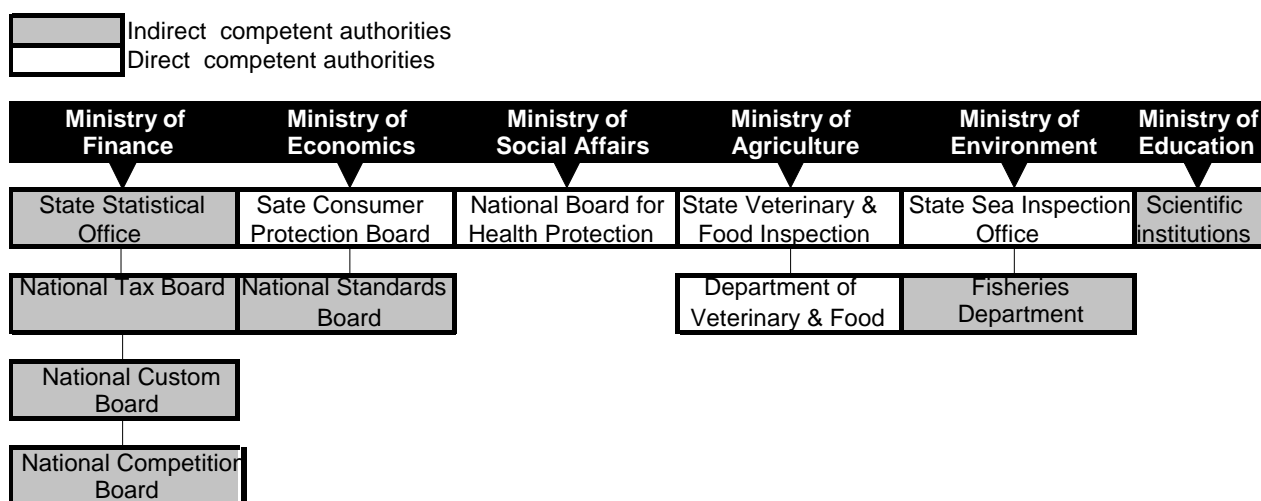 Indirect competent authorities
Direct competent authorities
Ministry of Finance
Ministry of Economics
Ministry of Social Affairs
Ministry of Agriculture
Ministry of Environment
Ministry of Education
State Statistical
Office
Sate Consumer
Protection Board
National Board for
Health Protection
State Veterinary &
Food Inspection
State Sea Inspection
Office
Scientific
institutions
National Tax Board
National Standards
Board
Department of
Veterinary & Food
Fisheries
Department
National Custom
Board
National Competition
Board